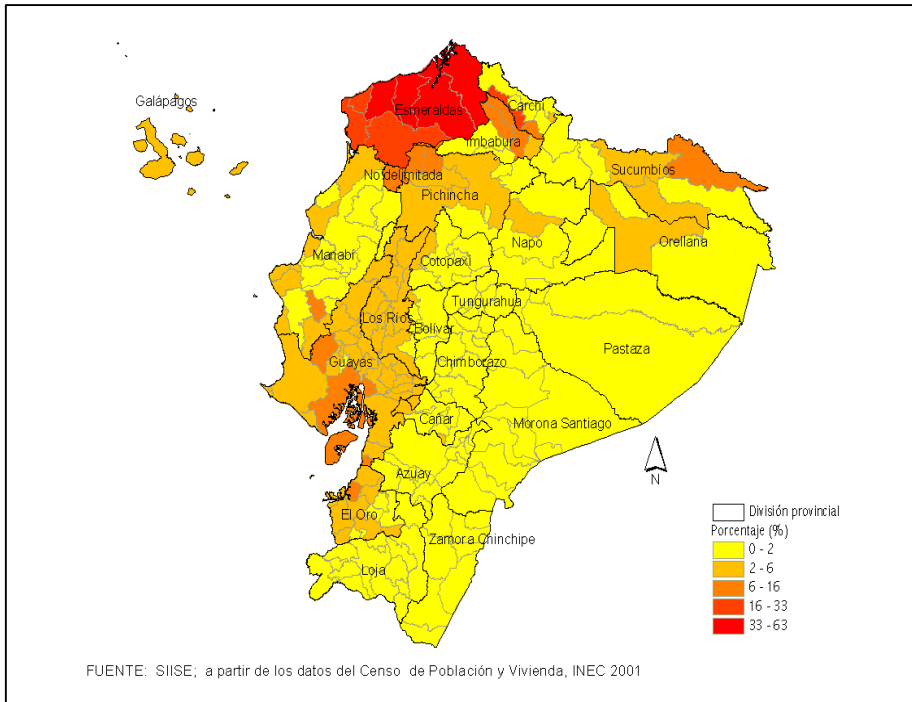 Galápagos
Esmeraldas
Carchi
Imbabura
No delimitada
Sucumbíos
Pichincha
Orellana
Napo
Manabí
Cotopaxi
Tungurahua
Los Ríos
Bolívar
Pastaza
Guayas
Chimborazo
Cañar
Morona Santiago
Azuay
N
El Oro
Zamora Chinchipe
Loja
División provincial
Porcentaje (%)
0 - 2
2 - 6
6 - 16
16 - 33
33 - 63
FUENTE: SIISE; a partir de los datos del Censo de Población y Vivienda, INEC 2001